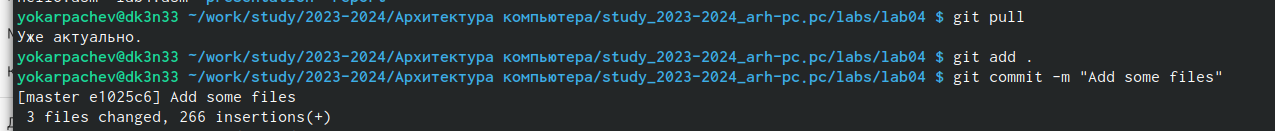 yokarpachev@dk3n33 ~/work/study/2023-2024/Архитектура компьютера/study_2023-2024_arh-pc.pc/labs/lab04 $ git pull
Уже актуально.
yokarpachev@dk3n33 ~/work/study/2023-2024/Архитектура компьютера/study_2023-2024_arh-pc.pc/labs/lab04 $ git add .
yokarpachev@dk3n33 ~/work/study/2023-2024/Архитектура компьютера/study_2023-2024_arh-pc.pc/labs/lab04 $ git commit -m "Add some files"
[master e1025c6] Add some files
 3 files changed, 266 insertions(+)